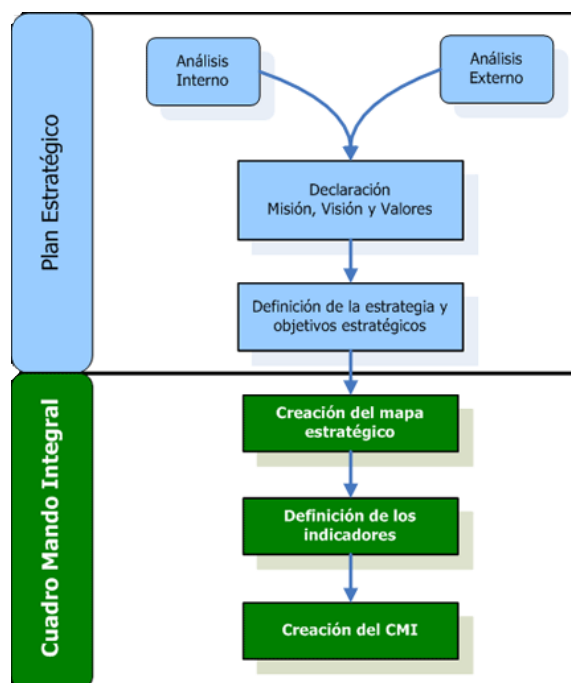 Plan Estratégico
Análisis
Interno
Análisis
Externo
Declaración
Misión, Visión y Valores
Definición de la estrategia y
objetivos estratégicos
Cuadro Mando Integral
Creación del mapa
estratégico
Definición de los
indicadores
Creación del CMI